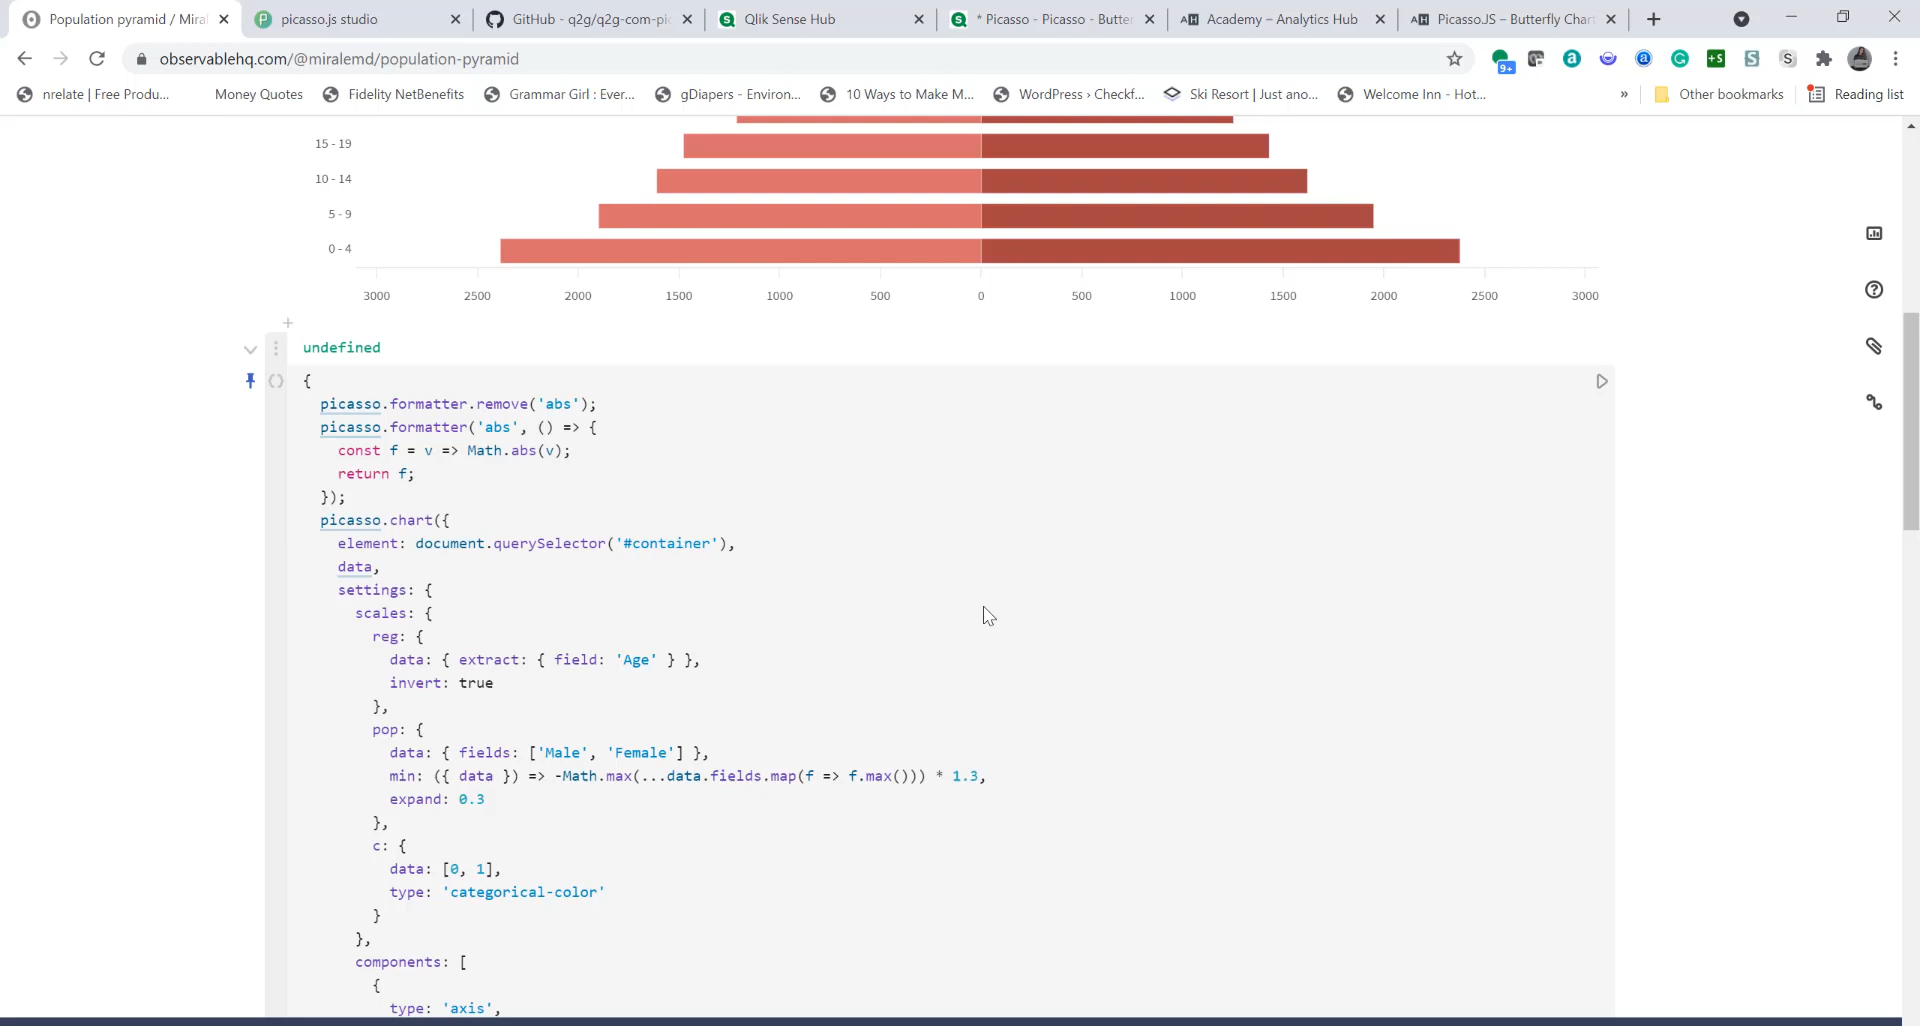 Population pyramid / Miral
picasso.js studio
GitHub - q2g/q2g-com-pic
Qlik Sense Hub
* Picasso - Picasso - Butter
Academy – Analytics Hub
PicassoJS – Butterfly Chart
observablehq.com/@miralemd/population-pyramid
9+
+S
nrelate | Free Produ...
Money Quotes
Fidelity NetBenefits
Grammar Girl : Ever...
gDiapers - Environ...
10 Ways to Make M...
WordPress › Checkf...
Ski Resort | Just ano...
Welcome Inn - Hot...
»
Other bookmarks
Reading list
15 - 19
10 - 14
5 - 9
0 - 4
3000 2500 2000 1500 1000 500 0 500 1000 1500 2000 2500 3000
undefined
{
picasso.formatter.remove('abs');
picasso.formatter('abs', () => {
const f = v => Math.abs(v);
return f;
});
picasso.chart({
element: document.querySelector('#container'),
data,
settings: {
scales: {
reg: {
data: { extract: { field: 'Age' } },
invert: true
},
pop: {
data: { fields: ['Male', 'Female'] },
min: ({ data }) => -Math.max(...data.fields.map(f => f.max())) * 1.3,
expand: 0.3
},
c: {
data: [0, 1],
type: 'categorical-color'
}
},
components: [
{
type: 'axis',